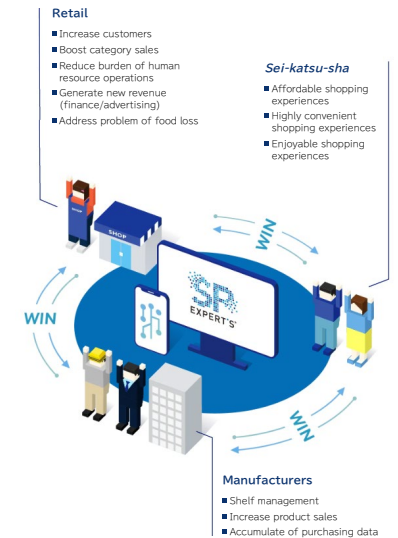 Retail
■ Increase customers
■ Boost category sales
■ Reduce burden of human
resource operations
■ Generate new revenue
(finance/advertising)
■ Address problem of food loss
Sei-katsu-sha
■ Affordable shopping
experiences
■ Highly convenient
shopping experiences
■ Enjoyable shopping
experiences
SHOP
SHOP
WIN
SP
EXPERT'S'
WIN
WIN
Manufacturers
■ Shelf management
■ Increase product sales
■ Accumulate of purchasing data